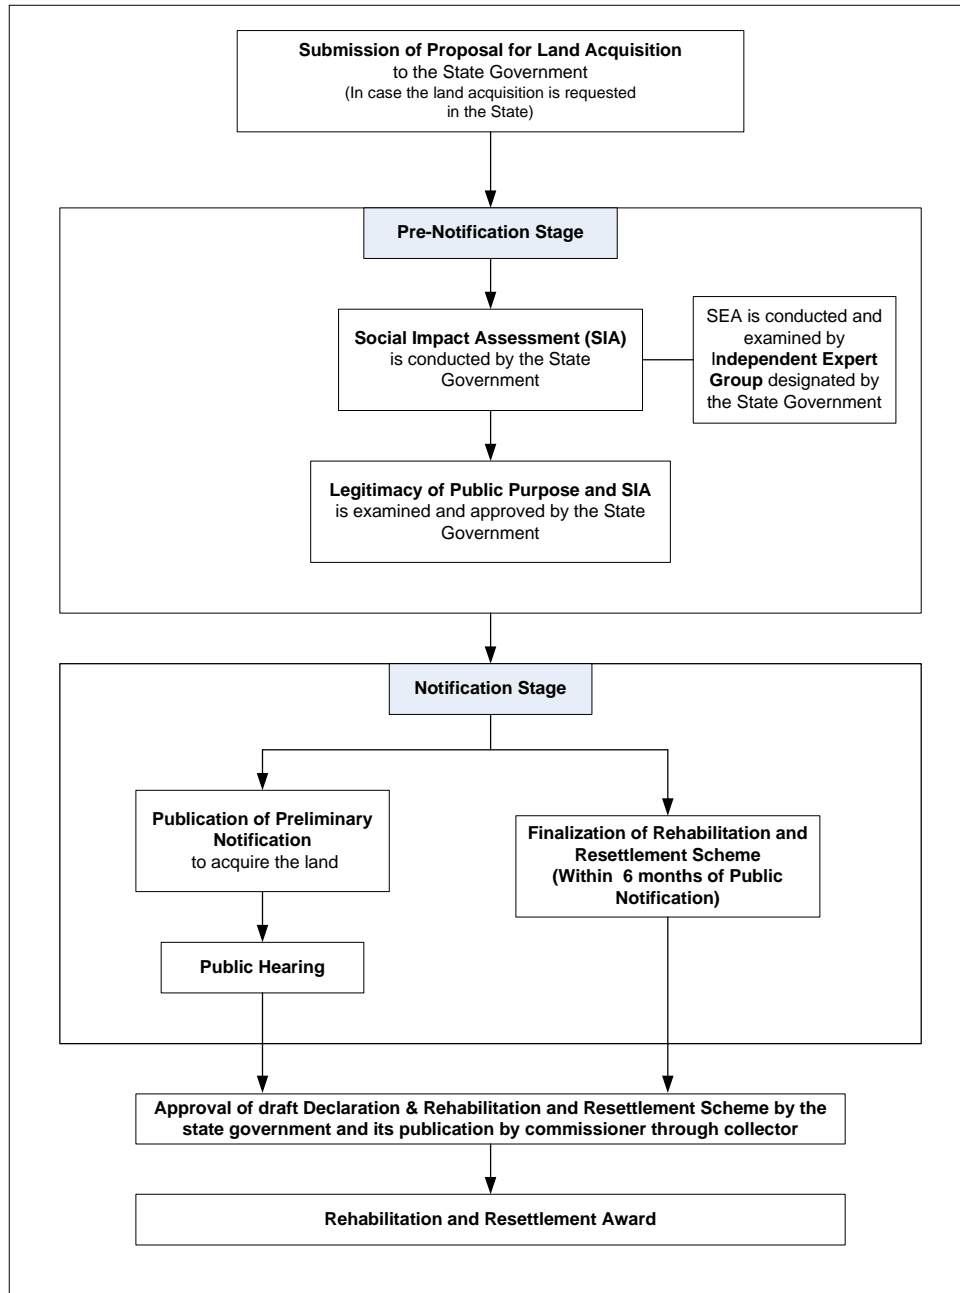 Submission of Proposal for Land Acquisition
to the State Government
(In case the land acquisition is requested
in the State)
Pre-Notification Stage
Social Impact Assessment (SIA)
is conducted by the State
Government
SEA is conducted and
examined by
Independent Expert
Group designated by
the State Government
Legitimacy of Public Purpose and SIA
is examined and approved by the State
Government
Notification Stage
Publication of Preliminary
Notification
to acquire the land
Finalization of Rehabilitation and
Resettlement Scheme
(Within 6 months of Public
Notification)
Public Hearing
Approval of draft Declaration & Rehabilitation and Resettlement Scheme by the
state government and its publication by commissioner through collector
Rehabilitation and Resettlement Award